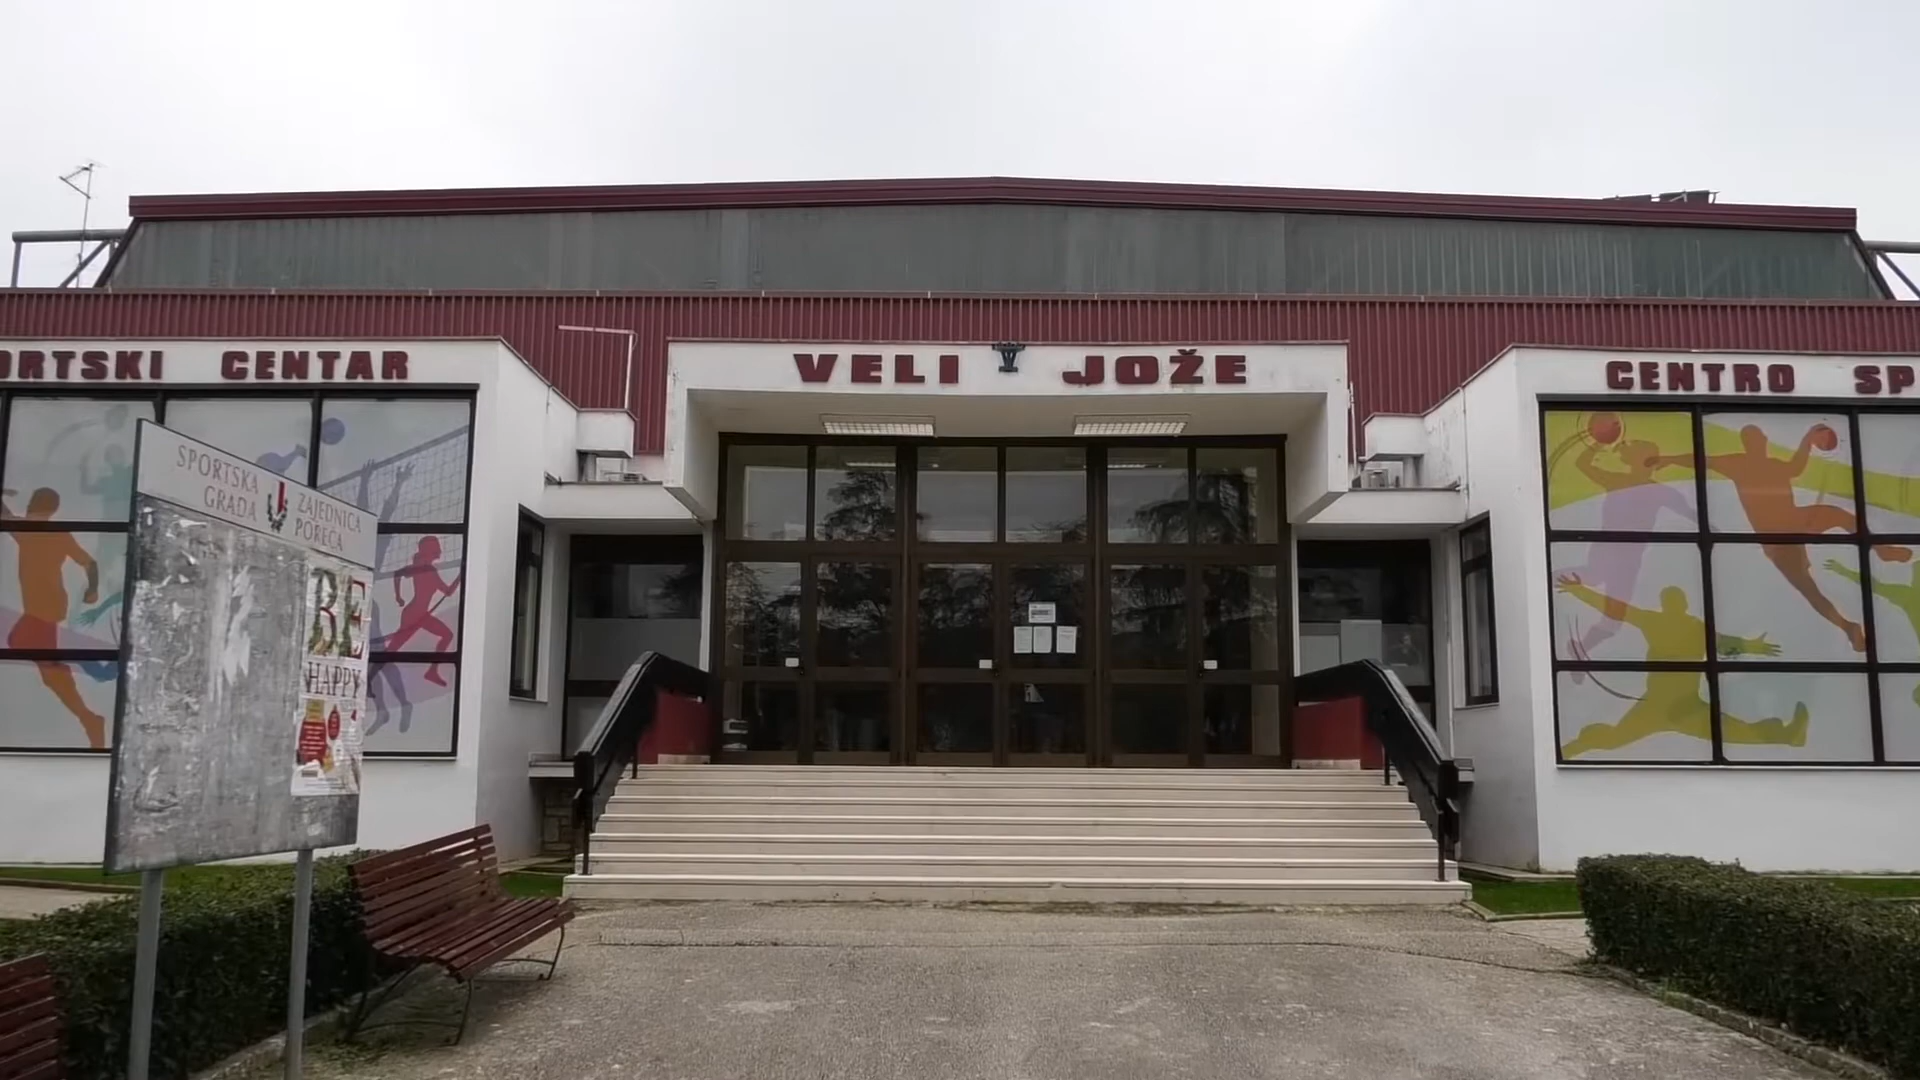 ORTSKI CENTAR
VELI JOŽE
CENTRO SP
SPORTSKA ZAJEDNICA
GRADA POREČA
BE
HAPPY